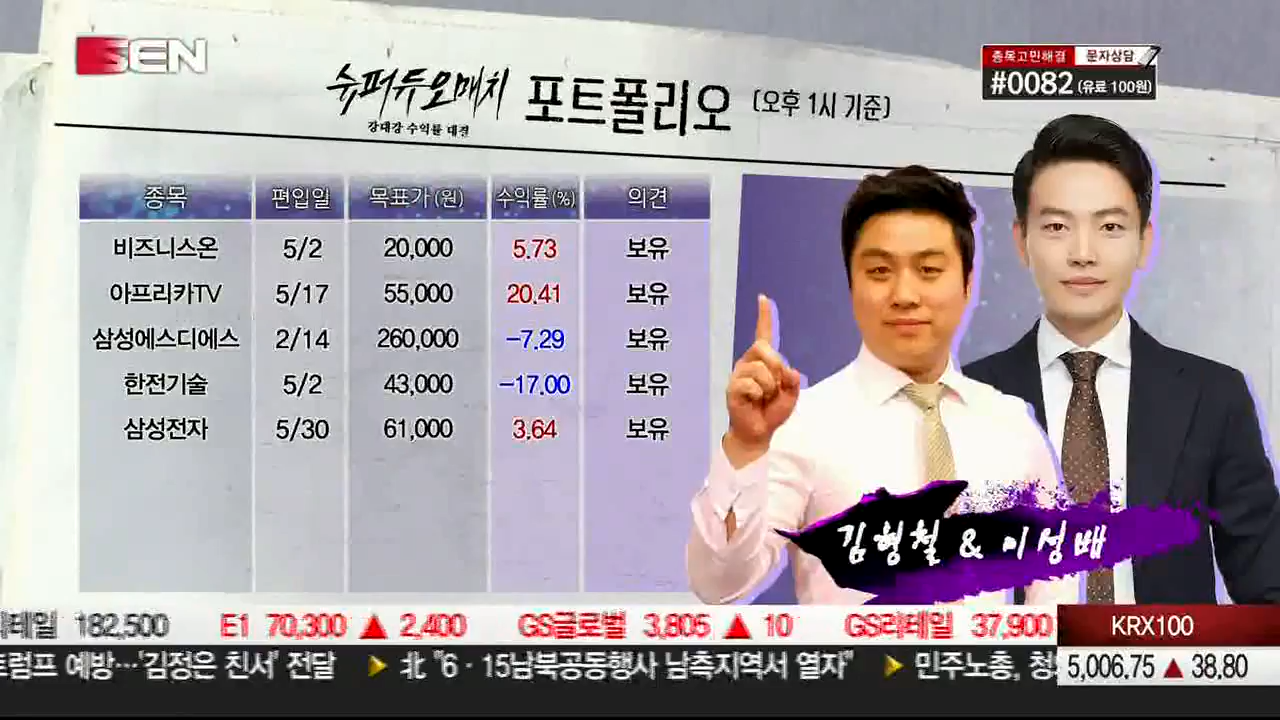 SEN
종목고민해결 문자상담
#0082 (유료 100원)
슈퍼듀오매치 포트폴리오 (오후 1시 기준)
강대강 수익률 대결
종목 편입일 목표가(원) 수익률(%) 의견
비즈니스온 5/2 20,000 5.73 보유
아프리카TV 5/17 55,000 20.41 보유
삼성에스디에스 2/14 260,000 -7.29 보유
한전기술 5/2 43,000 -17.00 보유
삼성전자 5/30 61,000 3.64 보유
김형철 & 이성배
테일 182,500 E1 70,300 ▲ 2,400 GS글로벌 3,805 ▲ 10 GS리테일 37,900
KRX100
트럼프 예방…'김정은 친서' 전달 ▶ 北 "6·15남북공동행사 남측지역서 열자" ▶ 민주노총, 청
5,006.75 ▲ 38.80